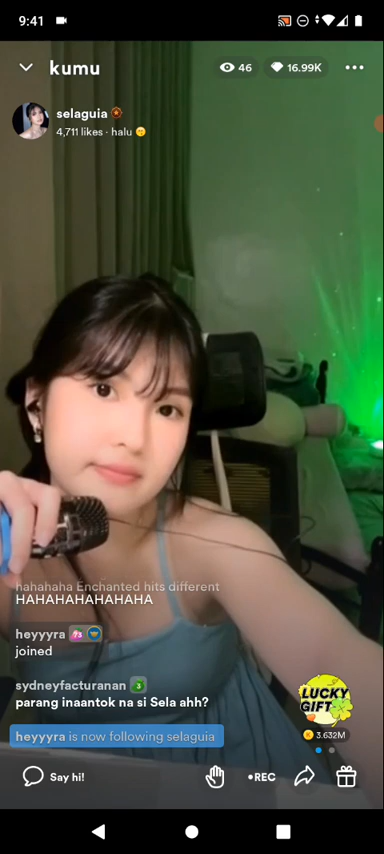 9:41
kumu
46
16.99K
selaguia
4,711 likes · halu
hahahaha Enchanted hits different
HAHAHAHAHAHAHA
heyyyra
joined
sydneyfacturanan 3
parang inaantok na si Sela ahh?
heyyyra is now following selaguia
LUCKY
GIFT
3.632M
Say hi!
•REC